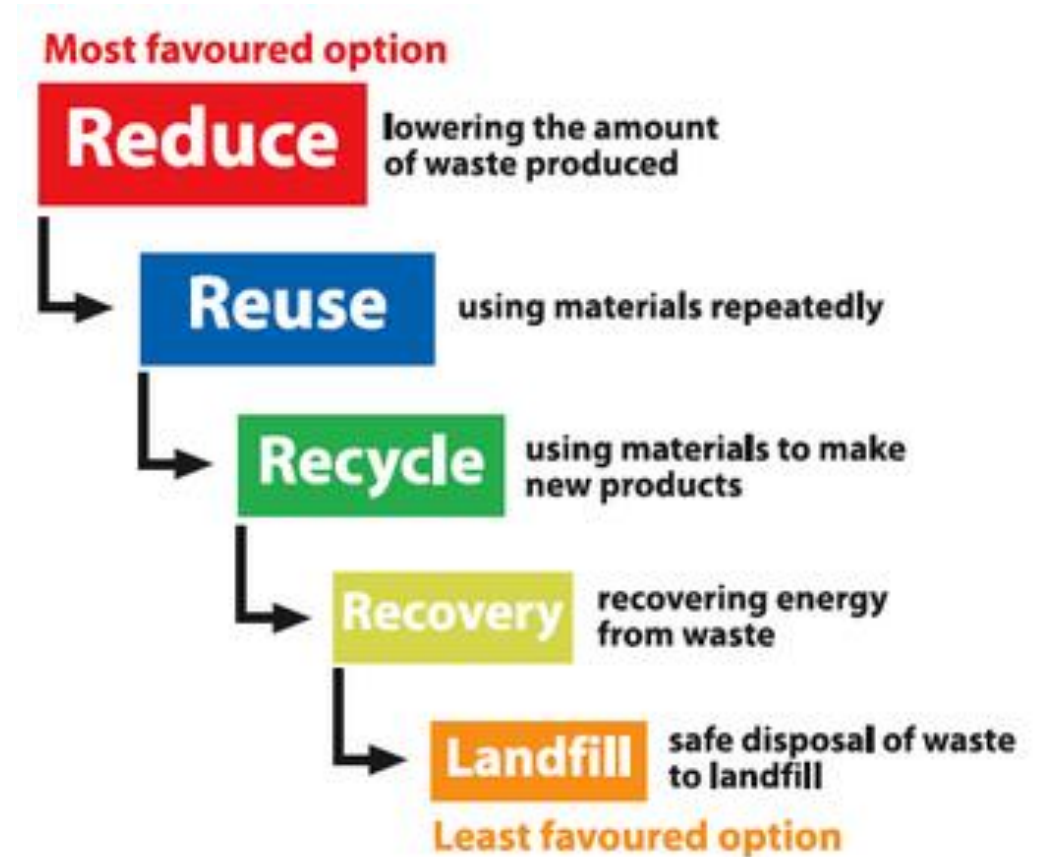 Most favoured option
Reduce
lowering the amount
of waste produced
Reuse
using materials repeatedly
Recycle
using materials to make
new products
Recovery
recovering energy
from waste
Landfill
safe disposal of waste
to landfill
Least favoured option